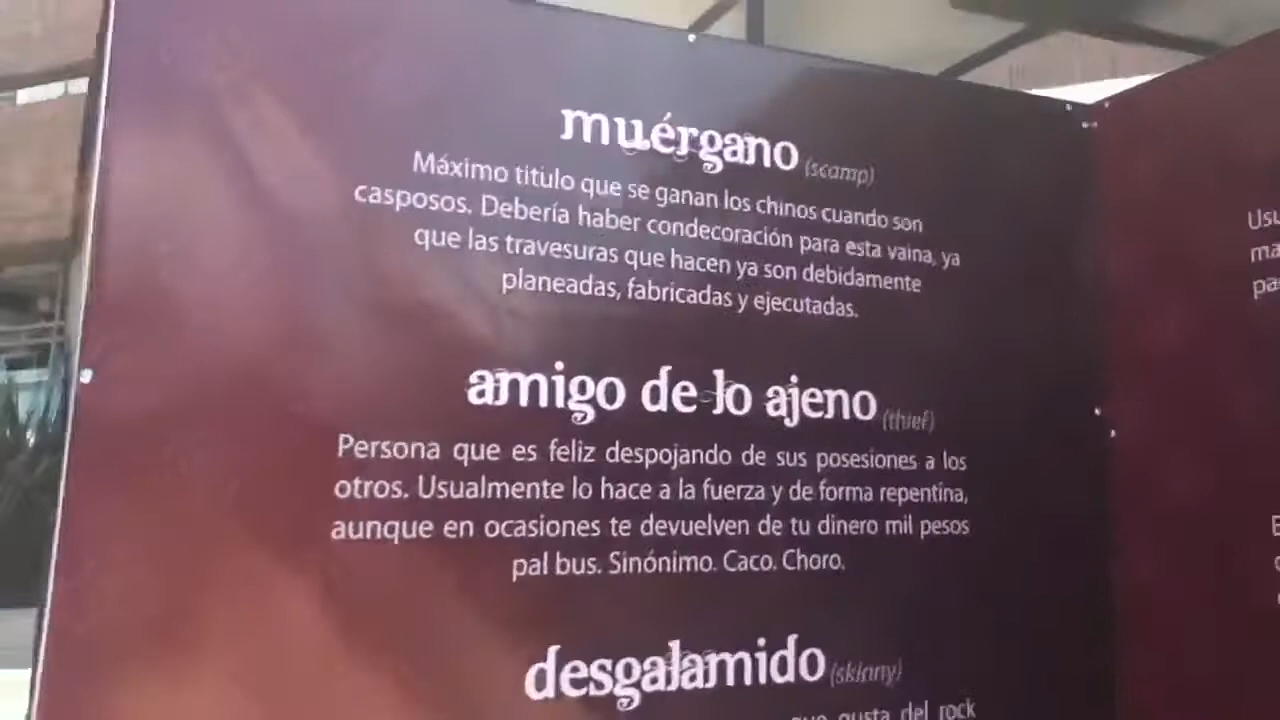 muérgano (scamp)
Máximo titulo que se ganan los chinos cuando son
casposos. Debería haber condecoración para esta vaina, ya
que las travesuras que hacen ya son debidamente
planeadas, fabricadas y ejecutadas.
amigo de lo ajeno (thief)
Persona que es feliz despojando de sus posesiones a los
otros. Usualmente lo hace a la fuerza y de forma repentina,
aunque en ocasiones te devuelven de tu dinero mil pesos
pal bus. Sinónimo. Caco. Choro.
desgalamido (skinny)
que gusta del rock